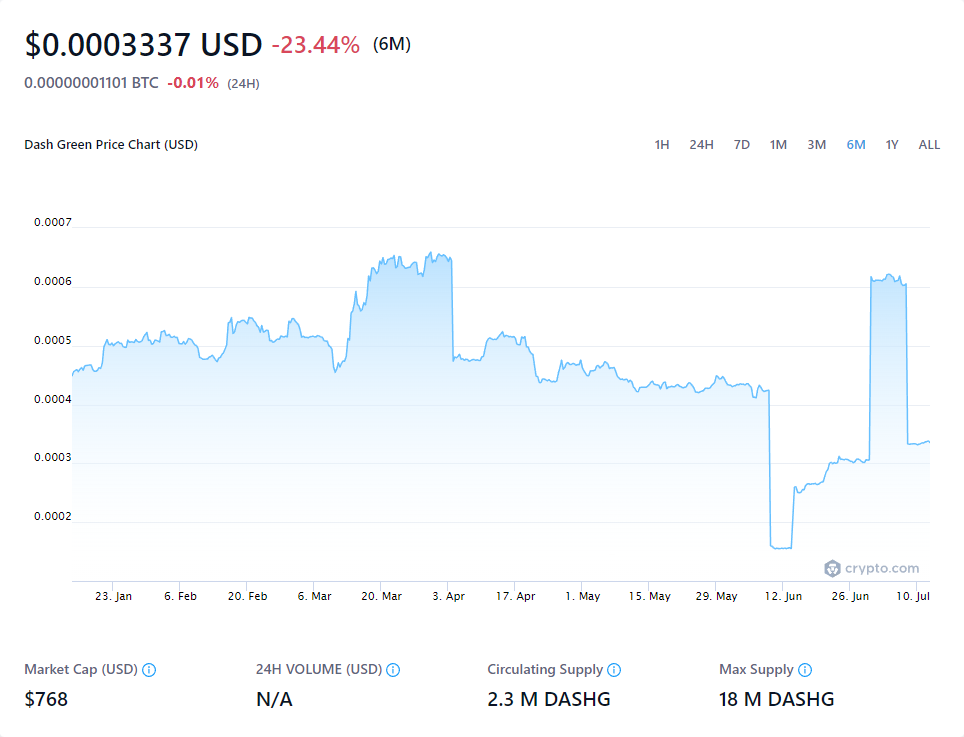 $0.0003337 USD -23.44% (6M)
0.00000001101 BTC -0.01% (24H)
Dash Green Price Chart (USD)
1H 24H 7D 1M 3M 6M 1Y ALL
0.0007
0.0006
0.0005
0.0004
0.0003
0.0002
crypto.com
23. Jan 6. Feb 20. Feb 6. Mar 20. Mar 3. Apr 17. Apr 1. May 15. May 29. May 12. Jun 26. Jun 10. Jul
Market Cap (USD) 24H VOLUME (USD) Circulating Supply Max Supply
$768 N/A 2.3 M DASHG 18 M DASHG